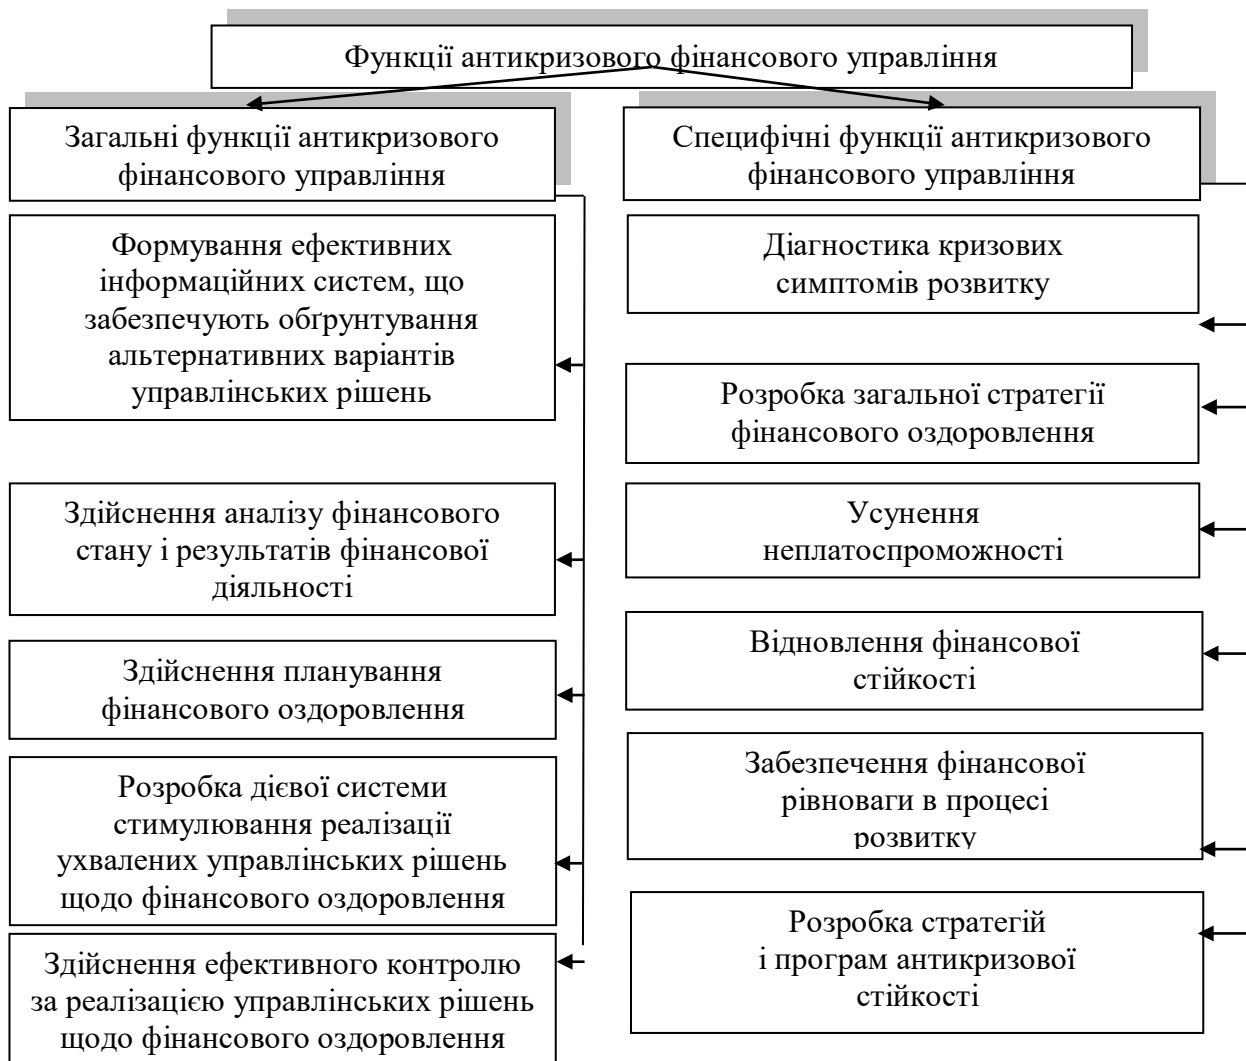 Функції антикризового фінансового управління
Загальні функції антикризового
фінансового управління
Формування ефективних
інформаційних систем, що
забезпечують обґрунтування
альтернативних варіантів
управлінських рішень
Здійснення аналізу фінансового
стану і результатів фінансової
діяльності
Здійснення планування
фінансового оздоровлення
Розробка дієвої системи
стимулювання реалізації
ухвалених управлінських рішень
щодо фінансового оздоровлення
Здійснення ефективного контролю
за реалізацією управлінських рішень
щодо фінансового оздоровлення
Специфічні функції антикризового
фінансового управління
Діагностика кризових
симптомів розвитку
Розробка загальної стратегії
фінансового оздоровлення
Усунення
неплатоспроможності
Відновлення фінансової
стійкості
Забезпечення фінансової
рівноваги в процесі
розвитку
Розробка стратегій
і програм антикризової
стійкості